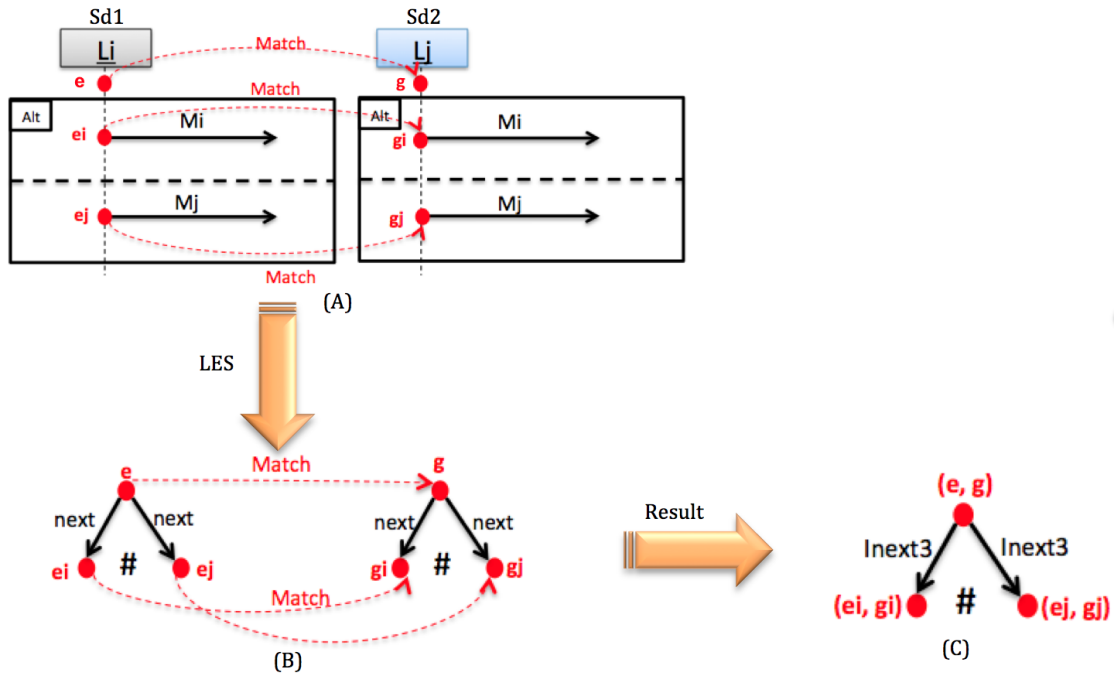 Sd1 Sd2
Li Match Lj
e g
Match
Alt Alt
ei Mi gi Mi
ej Mj gj Mj
Match
(A)
LES
e Match g
next next next next
ei # ej gi # gj
Match
(B)
Result
(e, g)
Inext3 Inext3
(ei, gi) # (ej, gj)
(C)